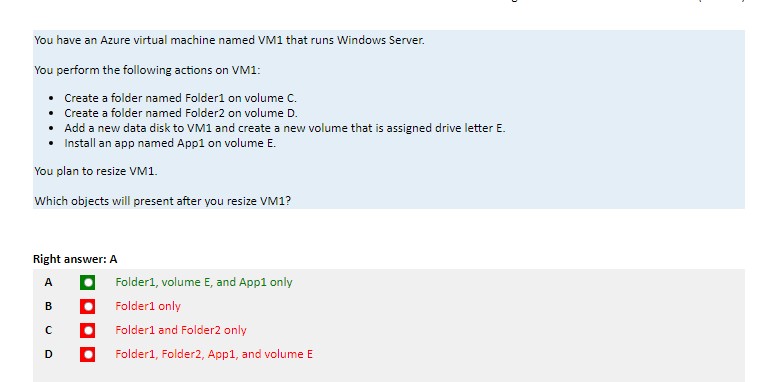 You have an Azure virtual machine named VM1 that runs Windows Server.
You perform the following actions on VM1:
• Create a folder named Folder1 on volume C.
• Create a folder named Folder2 on volume D.
• Add a new data disk to VM1 and create a new volume that is assigned drive letter E.
• Install an app named App1 on volume E.
You plan to resize VM1.
Which objects will present after you resize VM1?
Right answer: A
A Folder1, volume E, and App1 only
B Folder1 only
C Folder1 and Folder2 only
D Folder1, Folder2, App1, and volume E